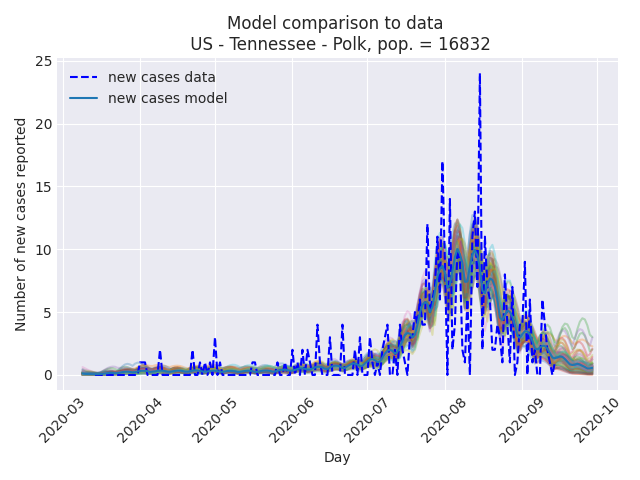 Model comparison to data
US - Tennessee - Polk, pop. = 16832
25
20
15
10
5
0
Number of new cases reported
new cases data
new cases model
2020-03
2020-04
2020-05
2020-06
2020-07
2020-08
2020-09
2020-10
Day